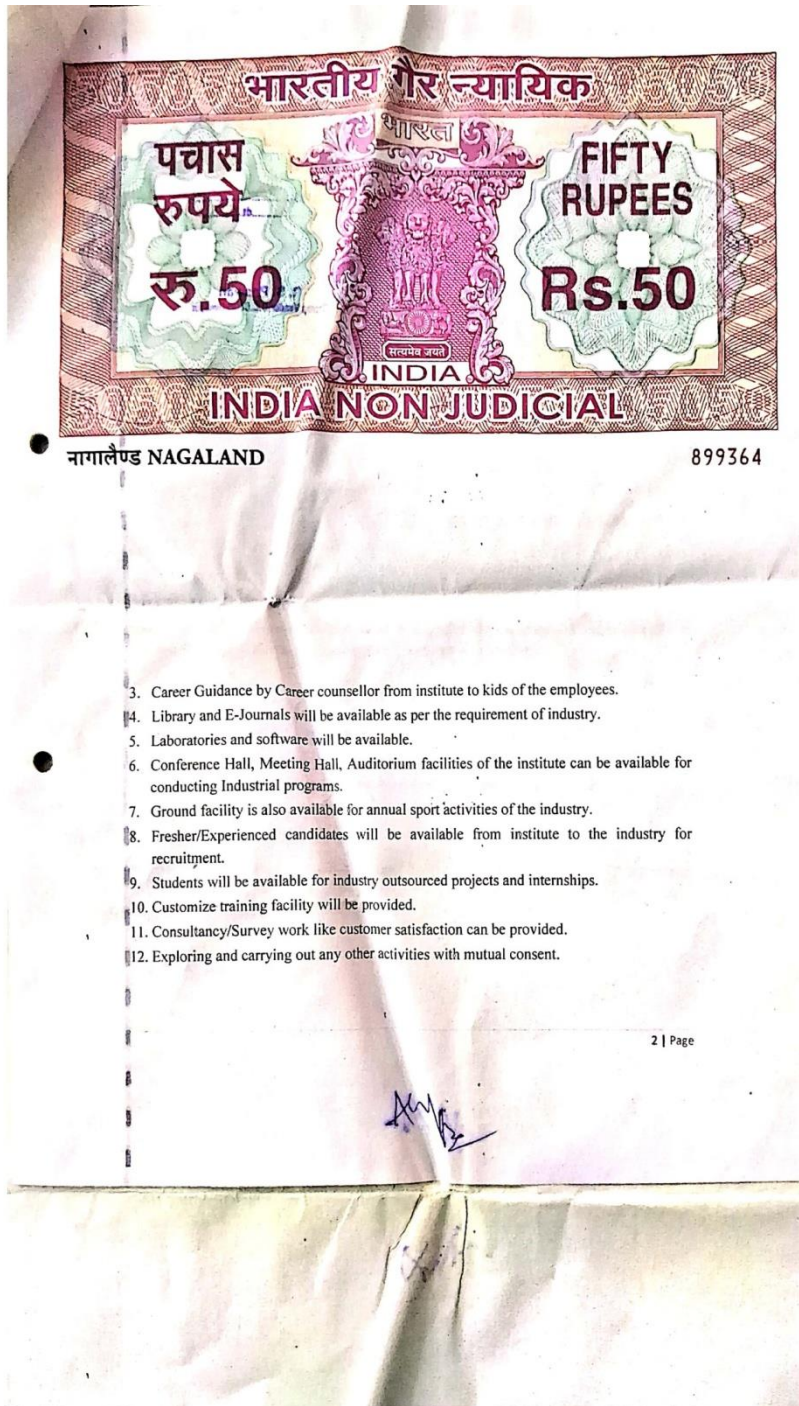 भारतीय गैर न्यायिक
भारत
पचास
रुपये
रु.50
FIFTY
RUPEES
Rs.50
सत्यमेव जयते
INDIA
INDIA NON JUDICIAL
नागालैण्ड NAGALAND
899364
3. Career Guidance by Career counsellor from institute to kids of the employees.
4. Library and E-Journals will be available as per the requirement of industry.
5. Laboratories and software will be available.
6. Conference Hall, Meeting Hall, Auditorium facilities of the institute can be available for
conducting Industrial programs.
7. Ground facility is also available for annual sport activities of the industry.
8. Fresher/Experienced candidates will be available from institute to the industry for
recruitment.
9. Students will be available for industry outsourced projects and internships.
10. Customize training facility will be provided.
11. Consultancy/Survey work like customer satisfaction can be provided.
12. Exploring and carrying out any other activities with mutual consent.
2 | Page